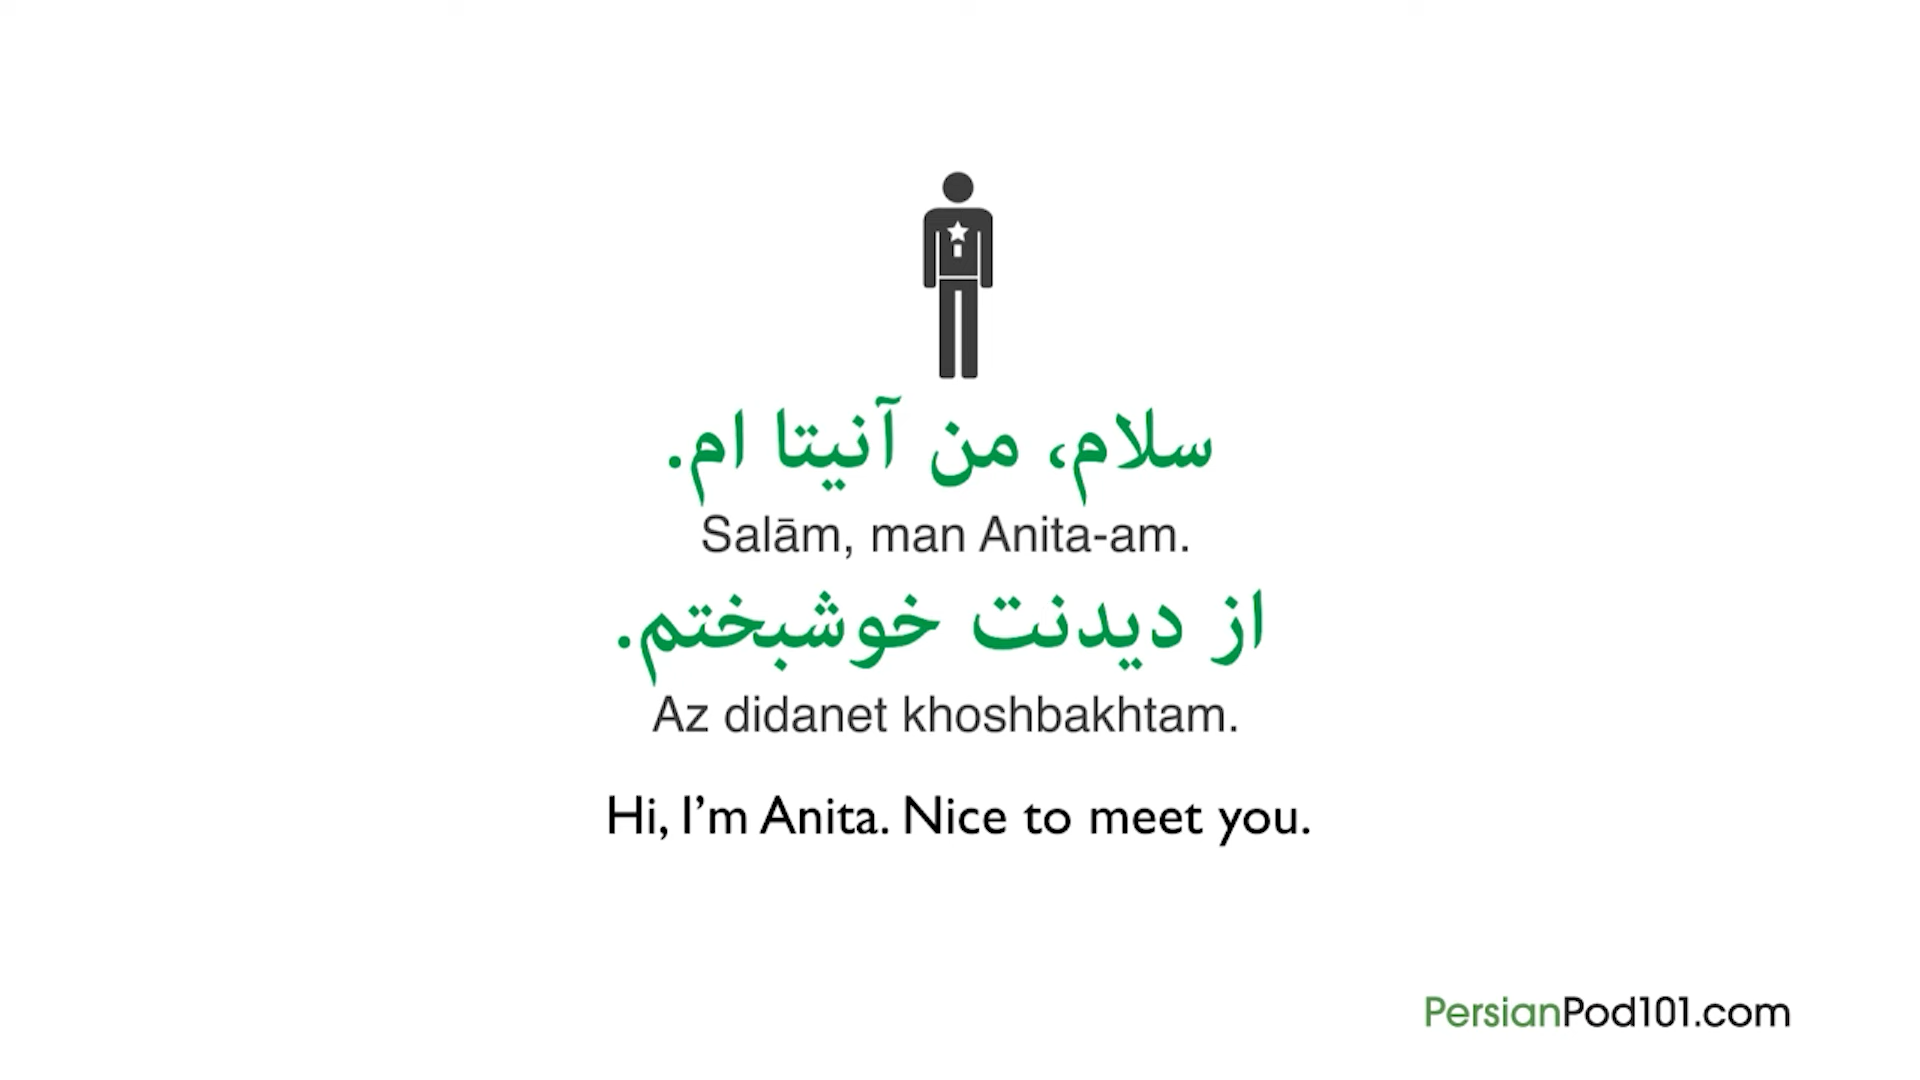 سلام، من آنیتا ام.
Salām, man Anita-am.
از دیدنت خوشبختم.
Az didanet khoshbakhtam.
Hi, I’m Anita. Nice to meet you.
PersianPod101.com